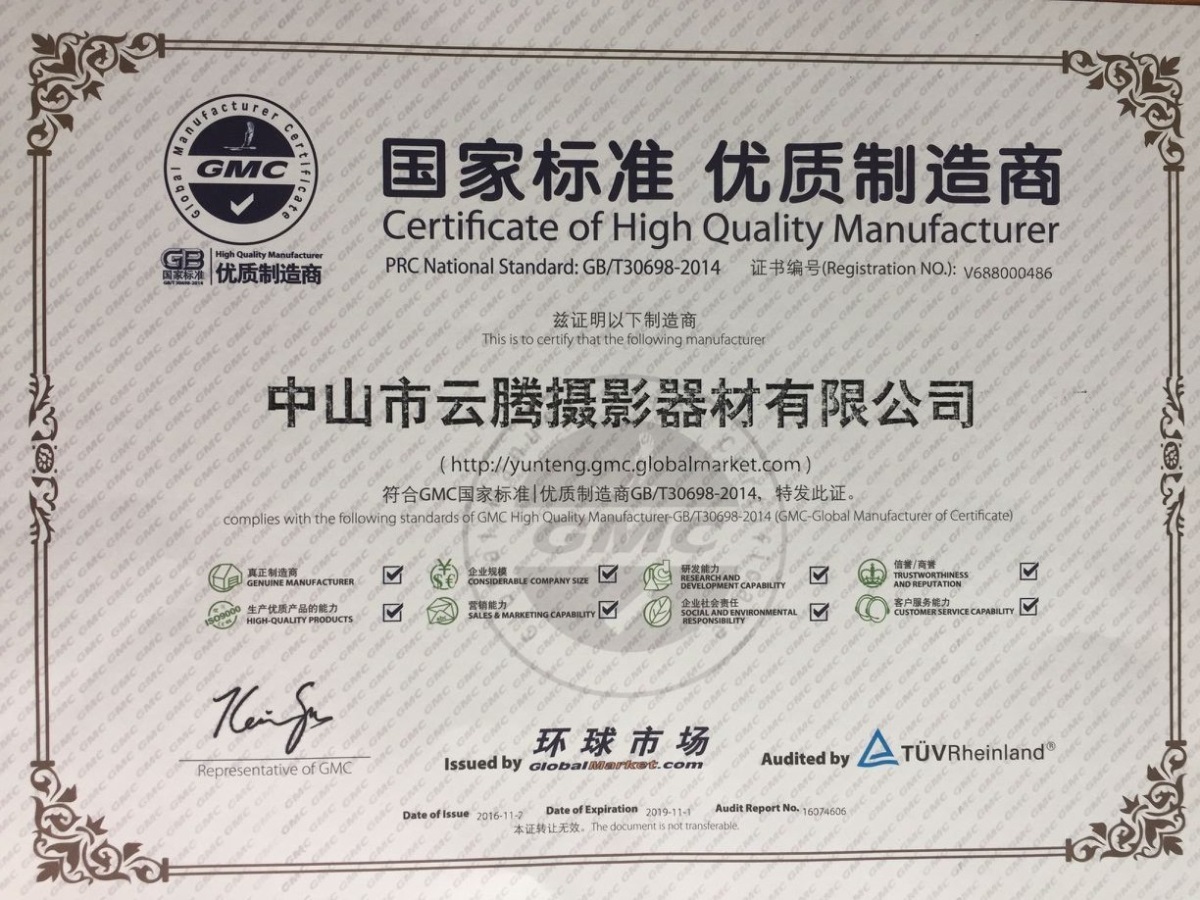 Global Manufacturer Certificate
GMC
GB
国家标准
GB/T 30698-2014
High Quality Manufacturer
优质制造商
国家标准 优质制造商
Certificate of High Quality Manufacturer
PRC National Standard: GB/T30698-2014 证书编号(Registration NO.): V688000486
兹证明以下制造商
This is to certify that the following manufacturer
中山市云腾摄影器材有限公司
( http://yunteng.gmc.globalmarket.com )
符合GMC国家标准|优质制造商GB/T30698-2014，特发此证。
complies with the following standards of GMC High Quality Manufacturer-GB/T30698-2014 (GMC-Global Manufacturer of Certificate)
真正制造商
GENUINE MANUFACTURER
企业规模
CONSIDERABLE COMPANY SIZE
研发能力
RESEARCH AND
DEVELOPMENT CAPABILITY
信誉/商誉
TRUSTWORTHINESS
AND REPUTATION
ISO9000
生产优质产品的能力
HIGH-QUALITY PRODUCTS
营销能力
SALES & MARKETING CAPABILITY
企业社会责任
SOCIAL AND ENVIRONMENTAL
RESPONSIBILITY
客户服务能力
CUSTOMER SERVICE CAPABILITY
Representative of GMC
Issued by 环球市场
GlobalMarket.com
Audited by TÜVRheinland®
Date of Issue 2016-11-2 Date of Expiration 2019-11-1 Audit Report No. 16074606
本证转让无效。The document is not transferable.